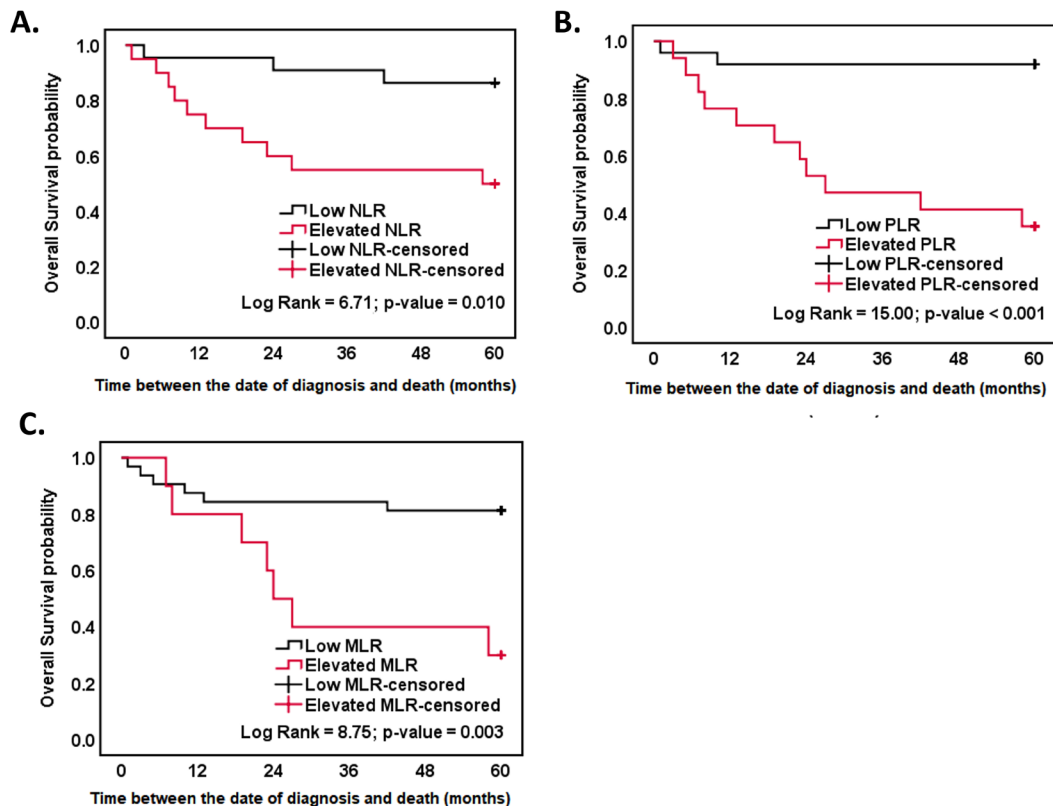 A.
Overall Survival probability
1.0
0.8
0.6
0.4
0.2
0.0
Low NLR
Elevated NLR
Low NLR-censored
Elevated NLR-censored
Log Rank = 6.71; p-value = 0.010
0 12 24 36 48 60
Time between the date of diagnosis and death (months)
B.
Overall Survival probability
1.0
0.8
0.6
0.4
0.2
0.0
Low PLR
Elevated PLR
Low PLR-censored
Elevated PLR-censored
Log Rank = 15.00; p-value < 0.001
0 12 24 36 48 60
Time between the date of diagnosis and death (months)
C.
Overall Survival probability
1.0
0.8
0.6
0.4
0.2
0.0
Low MLR
Elevated MLR
Low MLR-censored
Elevated MLR-censored
Log Rank = 8.75; p-value = 0.003
0 12 24 36 48 60
Time between the date of diagnosis and death (months)